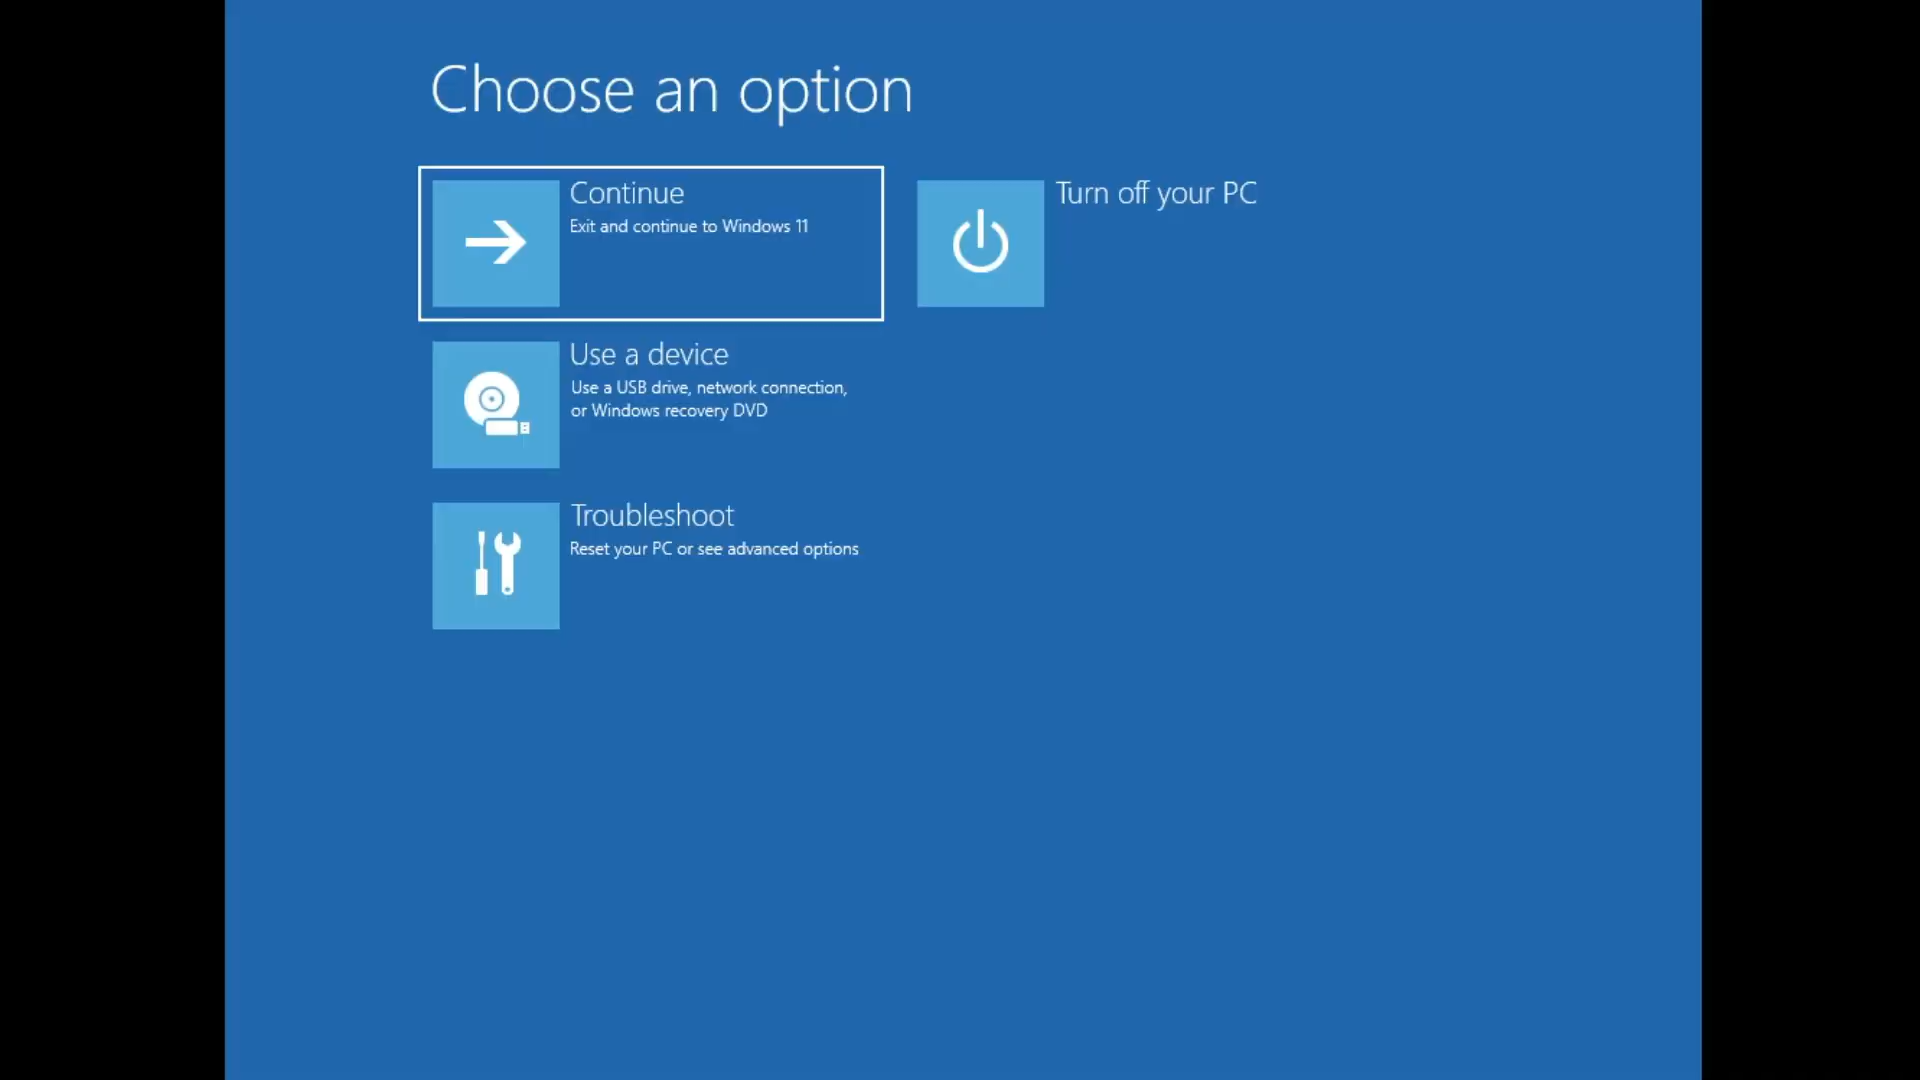 Choose an option
Continue
Exit and continue to Windows 11
Turn off your PC
Use a device
Use a USB drive, network connection,
or Windows recovery DVD
Troubleshoot
Reset your PC or see advanced options